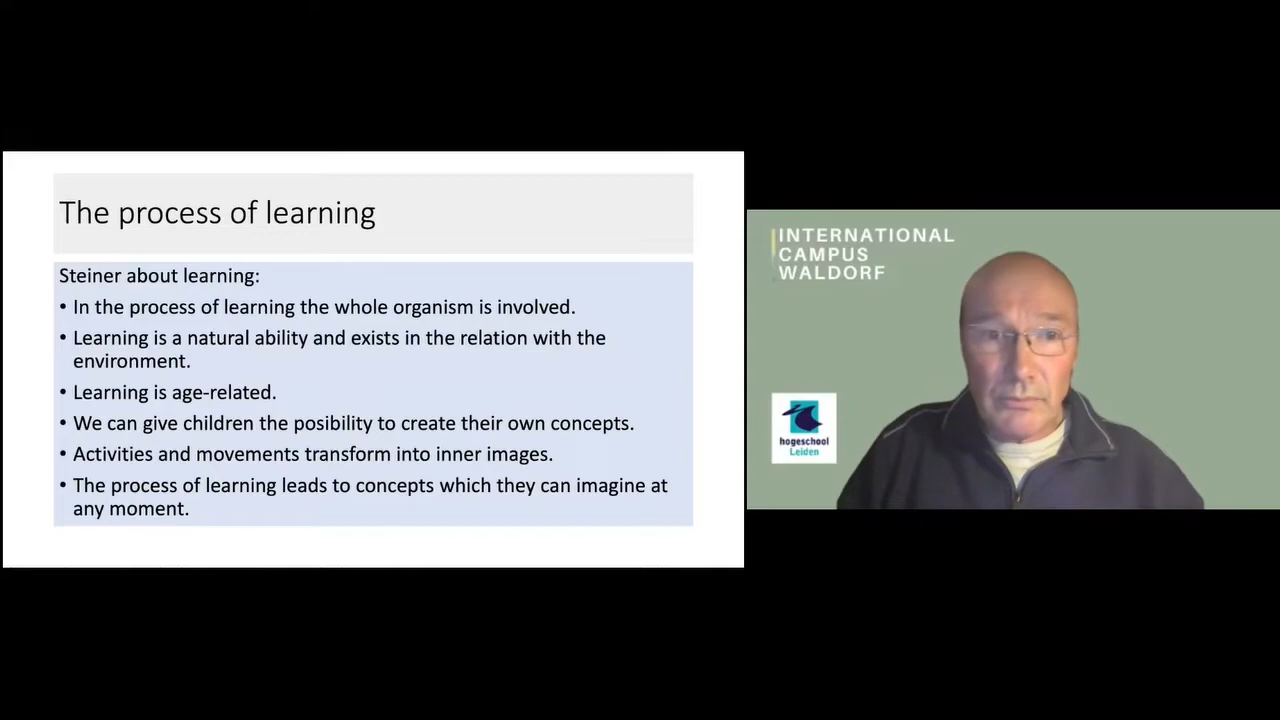 The process of learning
Steiner about learning:
• In the process of learning the whole organism is involved.
• Learning is a natural ability and exists in the relation with the
environment.
• Learning is age-related.
• We can give children the posibility to create their own concepts.
• Activities and movements transform into inner images.
• The process of learning leads to concepts which they can imagine at
any moment.
INTERNATIONAL
CAMPUS
WALDORF
hogeschool
Leiden